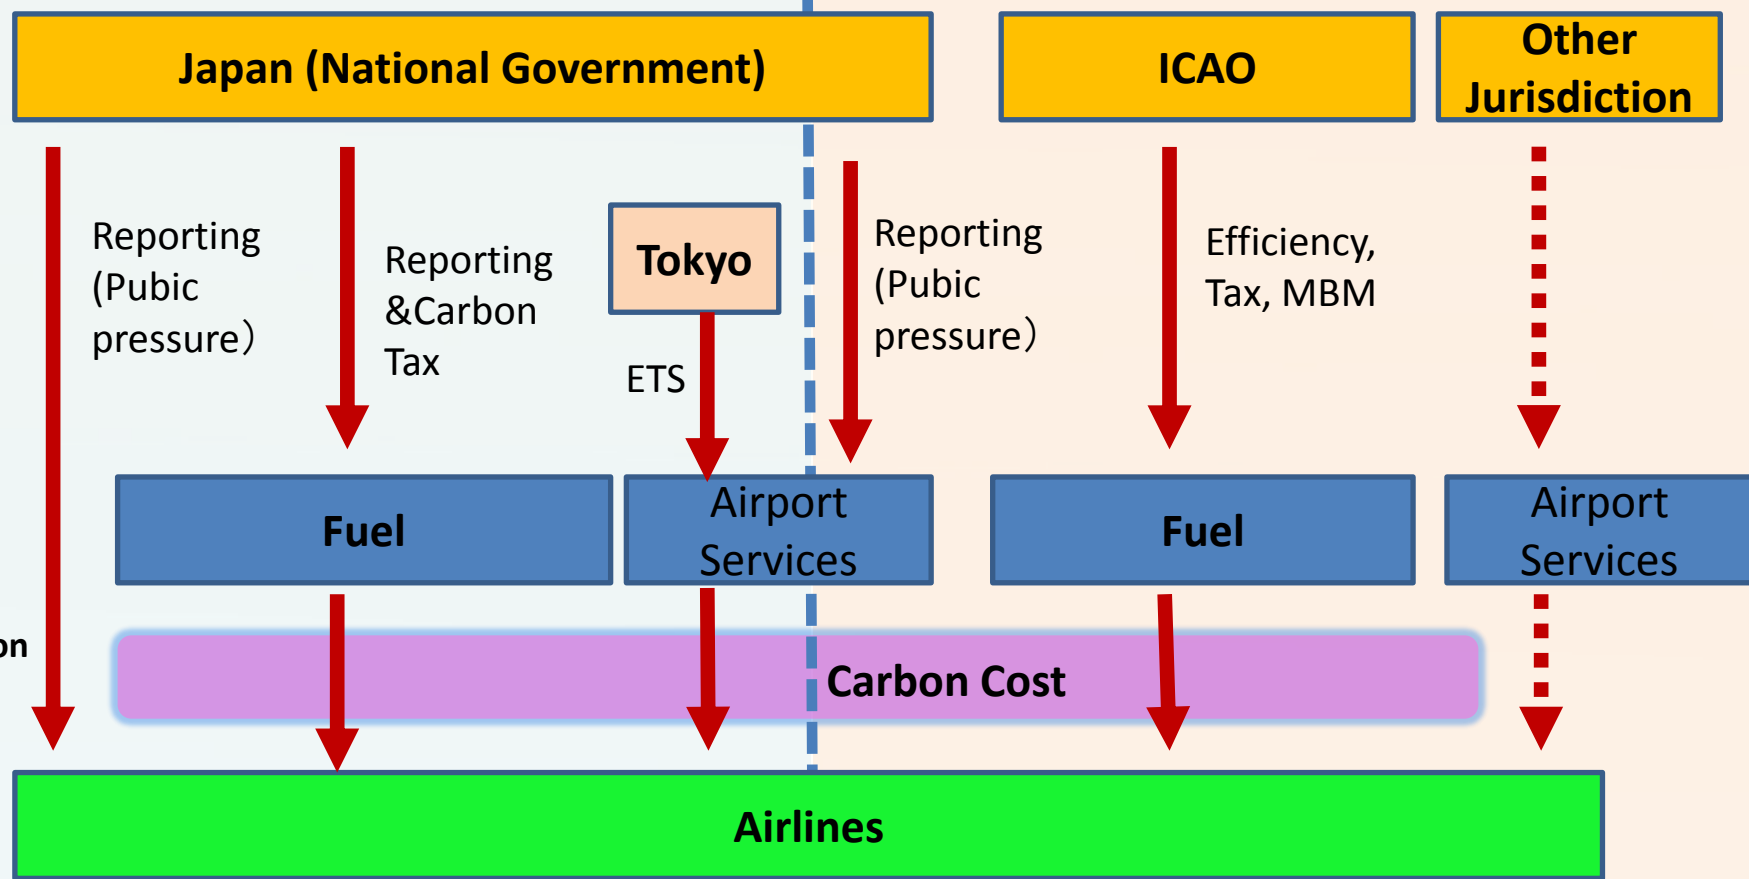 Japan (National Government)
ICAO
Other
Jurisdiction
Reporting
(Pubic
pressure）
Reporting
&Carbon
Tax
Tokyo
ETS
Reporting
(Pubic
pressure）
Efficiency,
Tax, MBM
Fuel
Airport
Services
Fuel
Airport
Services
on
Carbon Cost
Airlines